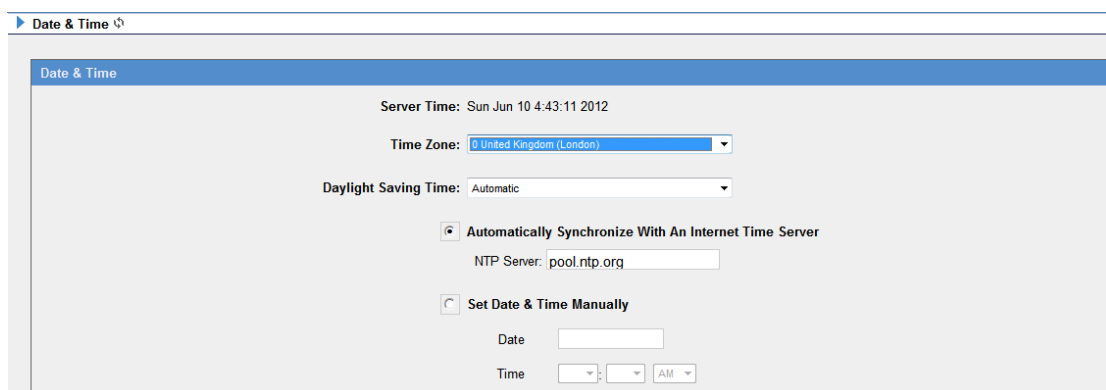 Date & Time
Date & Time
Server Time: Sun Jun 10 4:43:11 2012
Time Zone: 0 United Kingdom (London)
Daylight Saving Time: Automatic
Automatically Synchronize With An Internet Time Server
NTP Server: pool.ntp.org
Set Date & Time Manually
Date
Time : AM